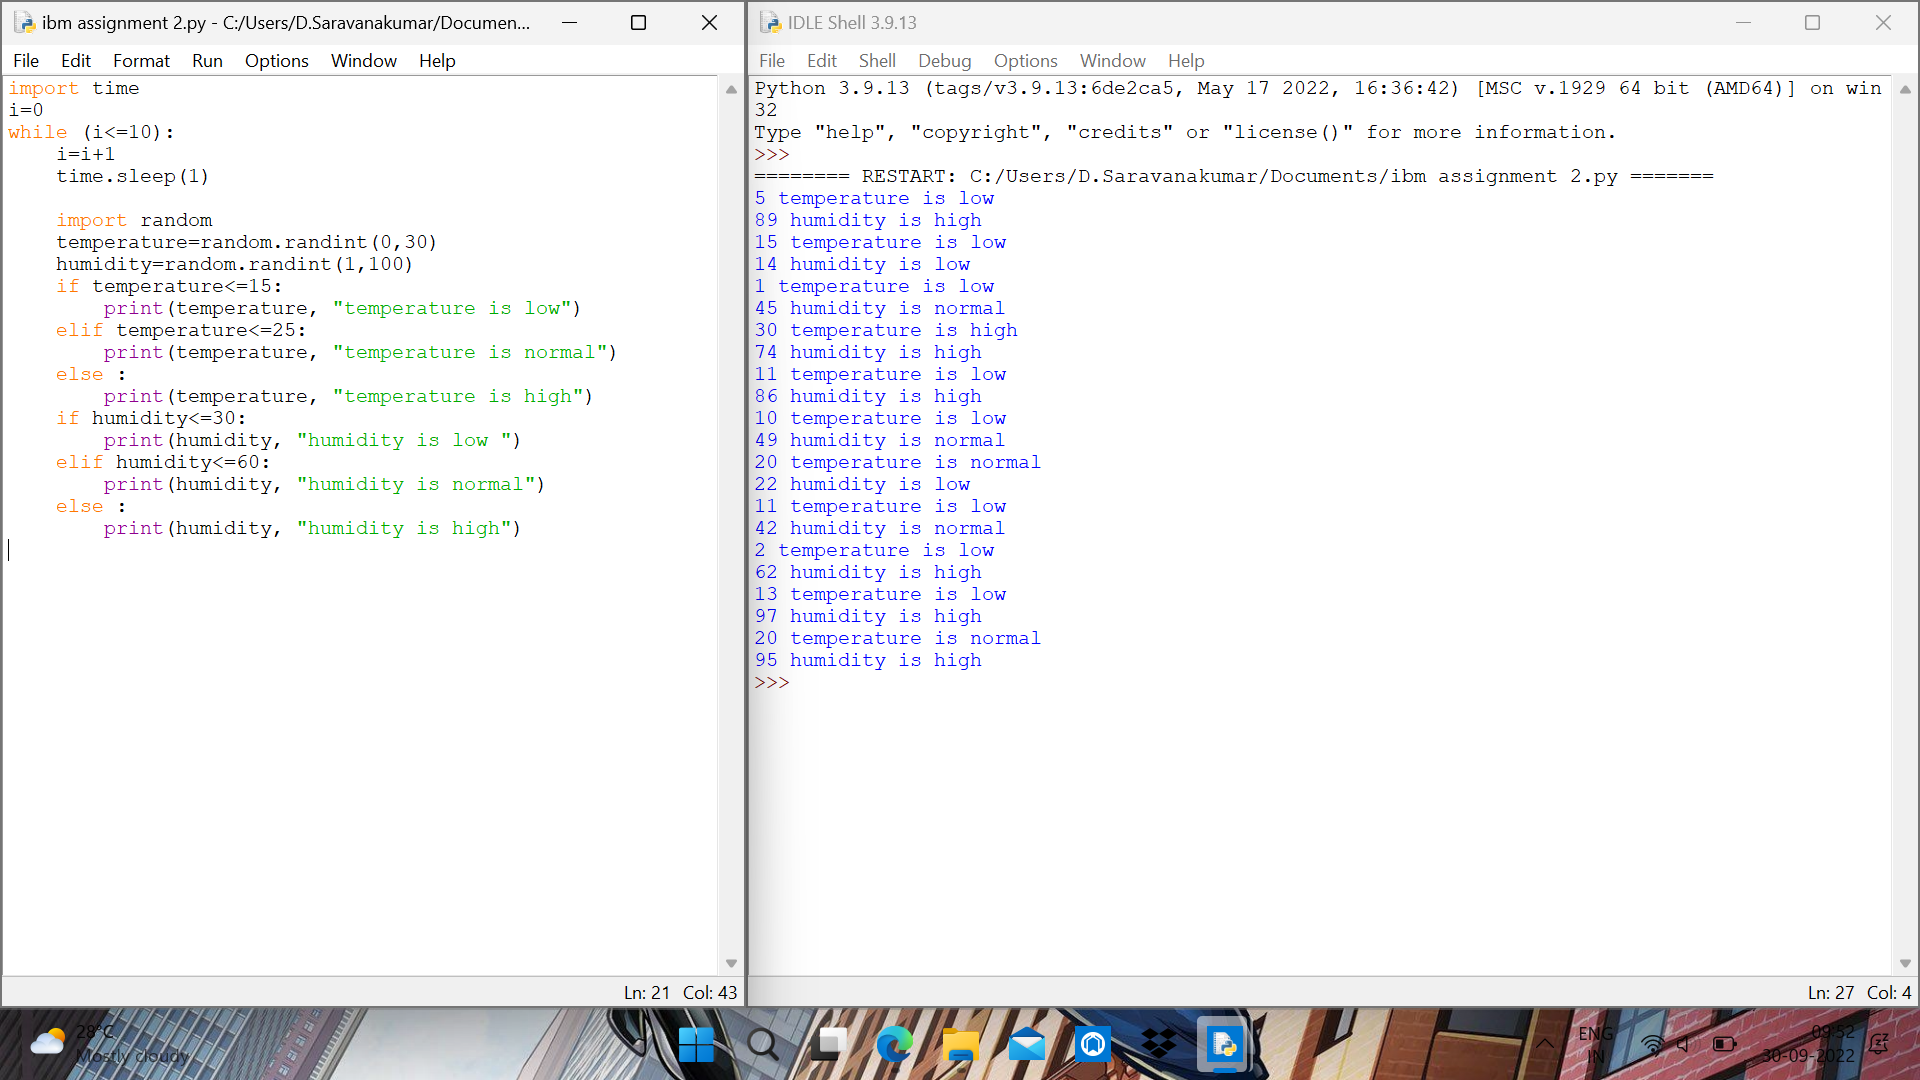 ibm assignment 2.py - C:/Users/D.Saravanakumar/Documen...
File Edit Format Run Options Window Help
import time
i=0
while (i<=10):
    i=i+1
    time.sleep(1)

    import random
    temperature=random.randint(0,30)
    humidity=random.randint(1,100)
    if temperature<=15:
        print(temperature, "temperature is low")
    elif temperature<=25:
        print(temperature, "temperature is normal")
    else :
        print(temperature, "temperature is high")
    if humidity<=30:
        print(humidity, "humidity is low ")
    elif humidity<=60:
        print(humidity, "humidity is normal")
    else :
        print(humidity, "humidity is high")
Ln: 21 Col: 43
IDLE Shell 3.9.13
File Edit Shell Debug Options Window Help
Python 3.9.13 (tags/v3.9.13:6de2ca5, May 17 2022, 16:36:42) [MSC v.1929 64 bit (AMD64)] on win
32
Type "help", "copyright", "credits" or "license()" for more information.
>>>
======== RESTART: C:/Users/D.Saravanakumar/Documents/ibm assignment 2.py =======
5 temperature is low
89 humidity is high
15 temperature is low
14 humidity is low
1 temperature is low
45 humidity is normal
30 temperature is high
74 humidity is high
11 temperature is low
86 humidity is high
10 temperature is low
49 humidity is normal
20 temperature is normal
22 humidity is low
11 temperature is low
42 humidity is normal
2 temperature is low
62 humidity is high
13 temperature is low
97 humidity is high
20 temperature is normal
95 humidity is high
>>>
Ln: 27 Col: 4
28°C
Mostly cloudy
ENG
IN
09:52
30-09-2022